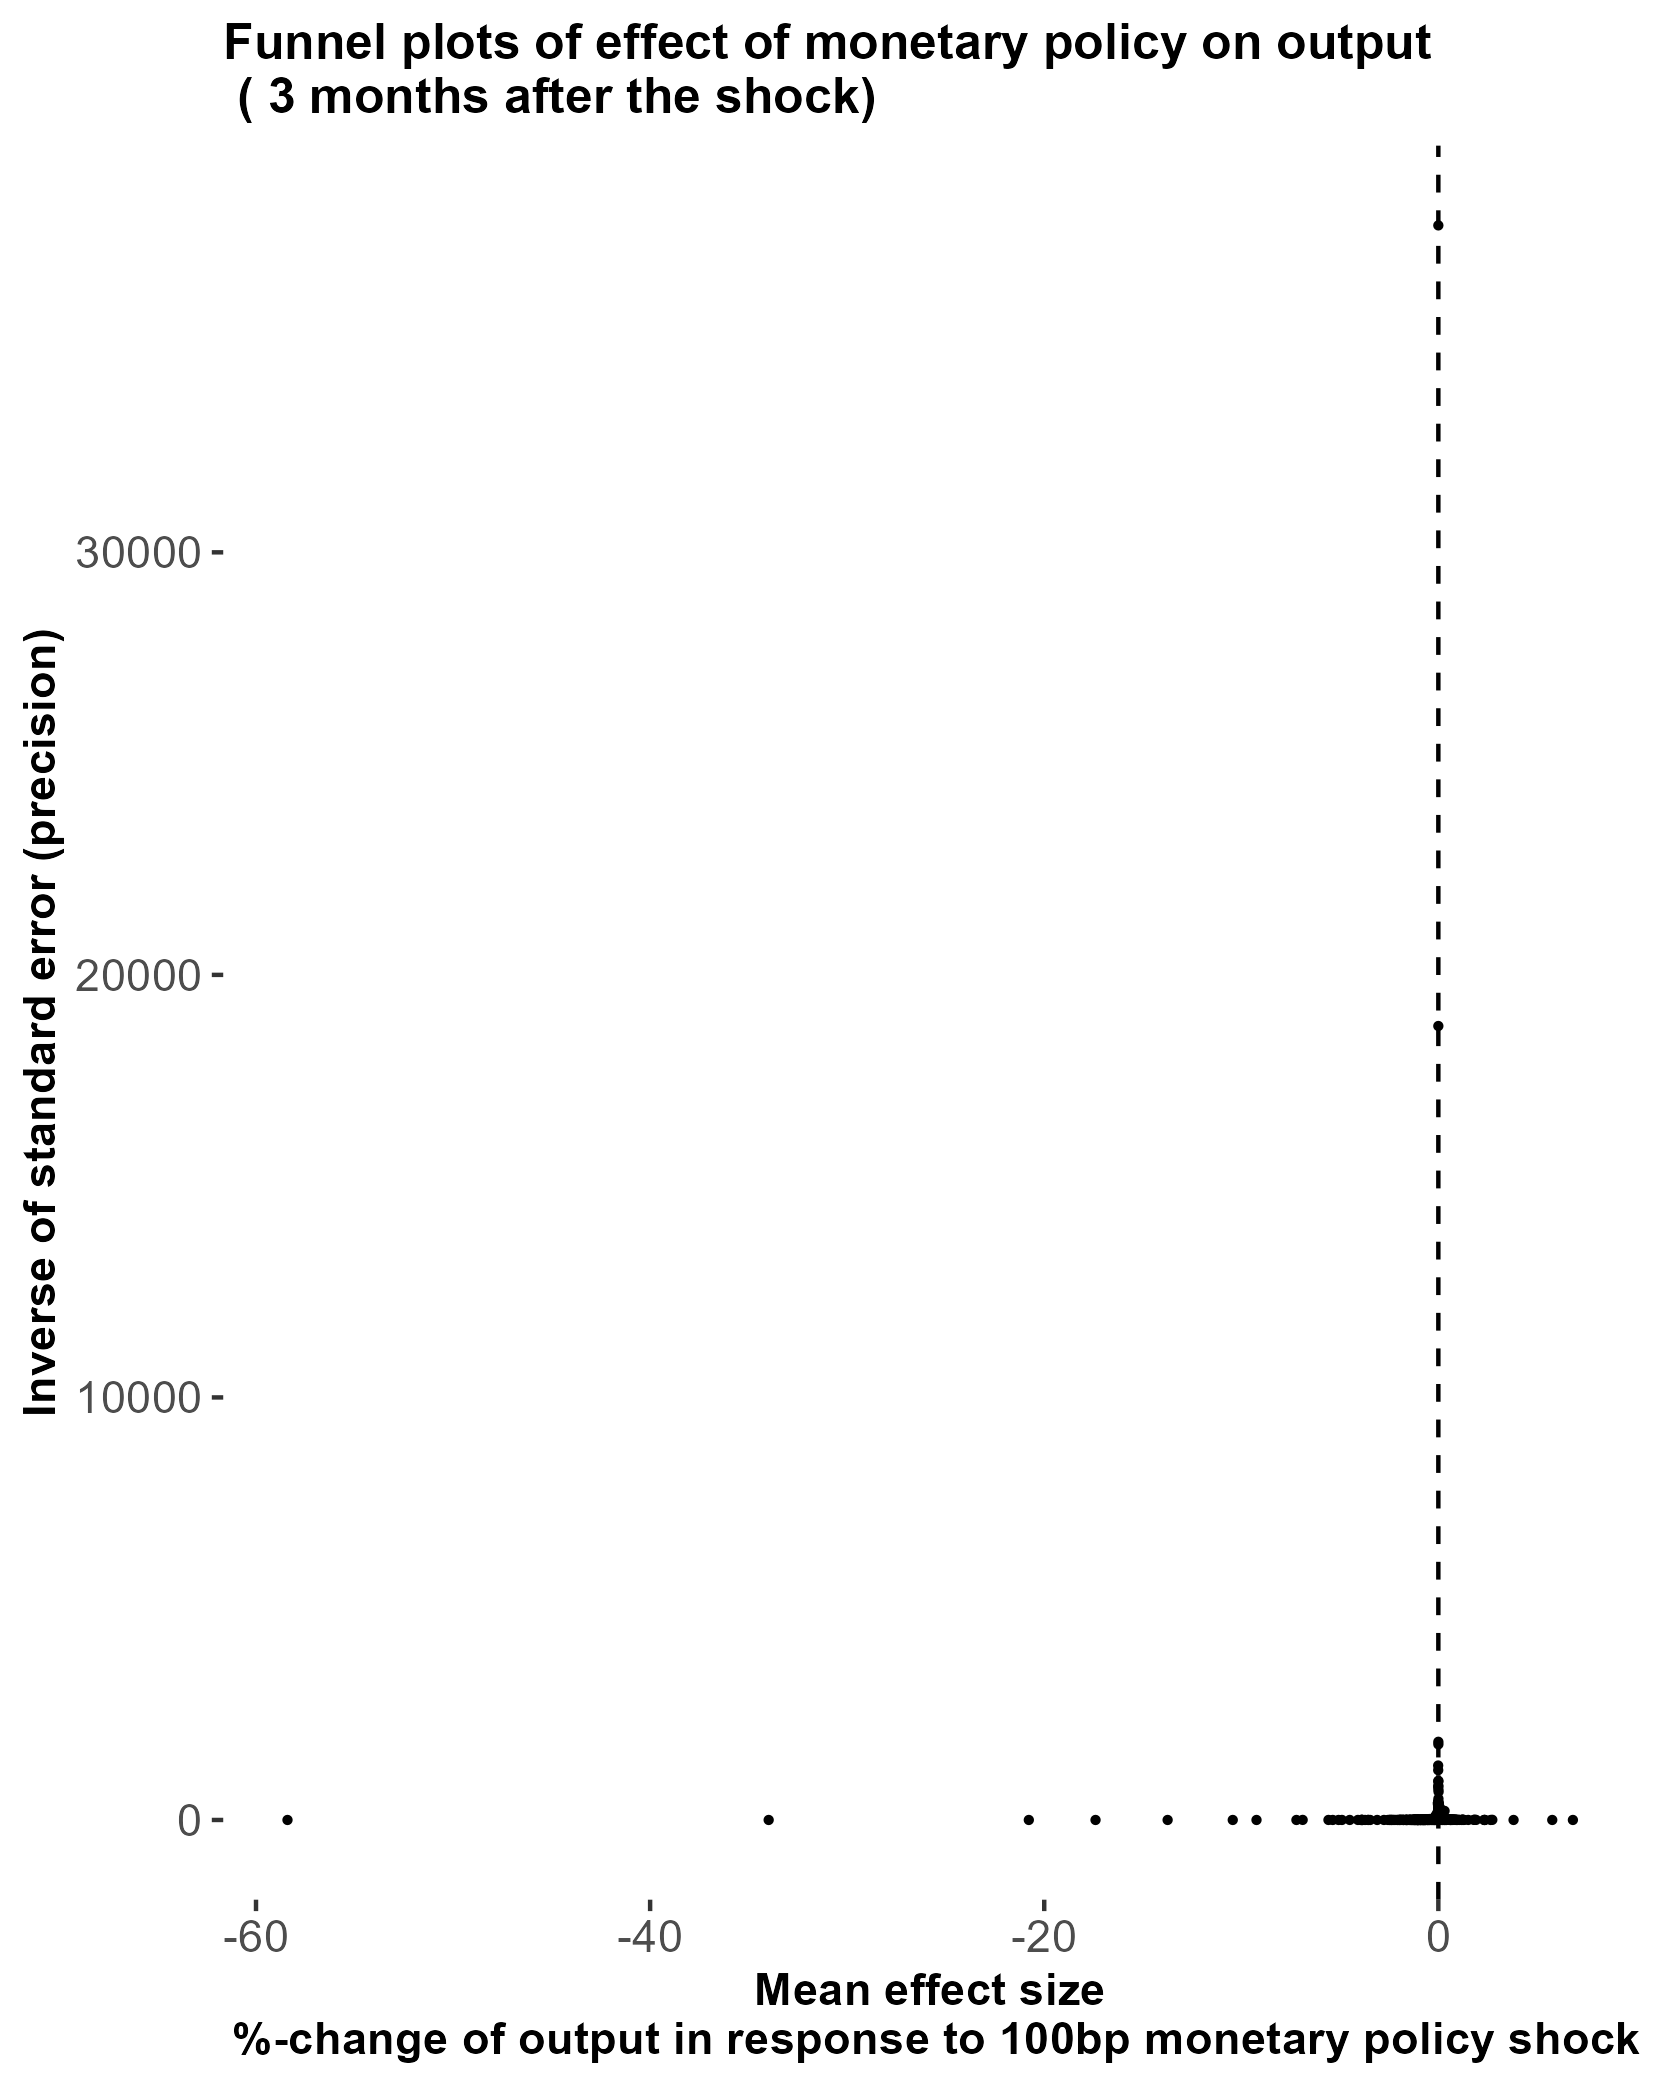 Funnel plots of effect of monetary policy on output
( 3 months after the shock)
Inverse of standard error (precision)
30000
20000
10000
0
-60
-40
-20
0
Mean effect size
%-change of output in response to 100bp monetary policy shock